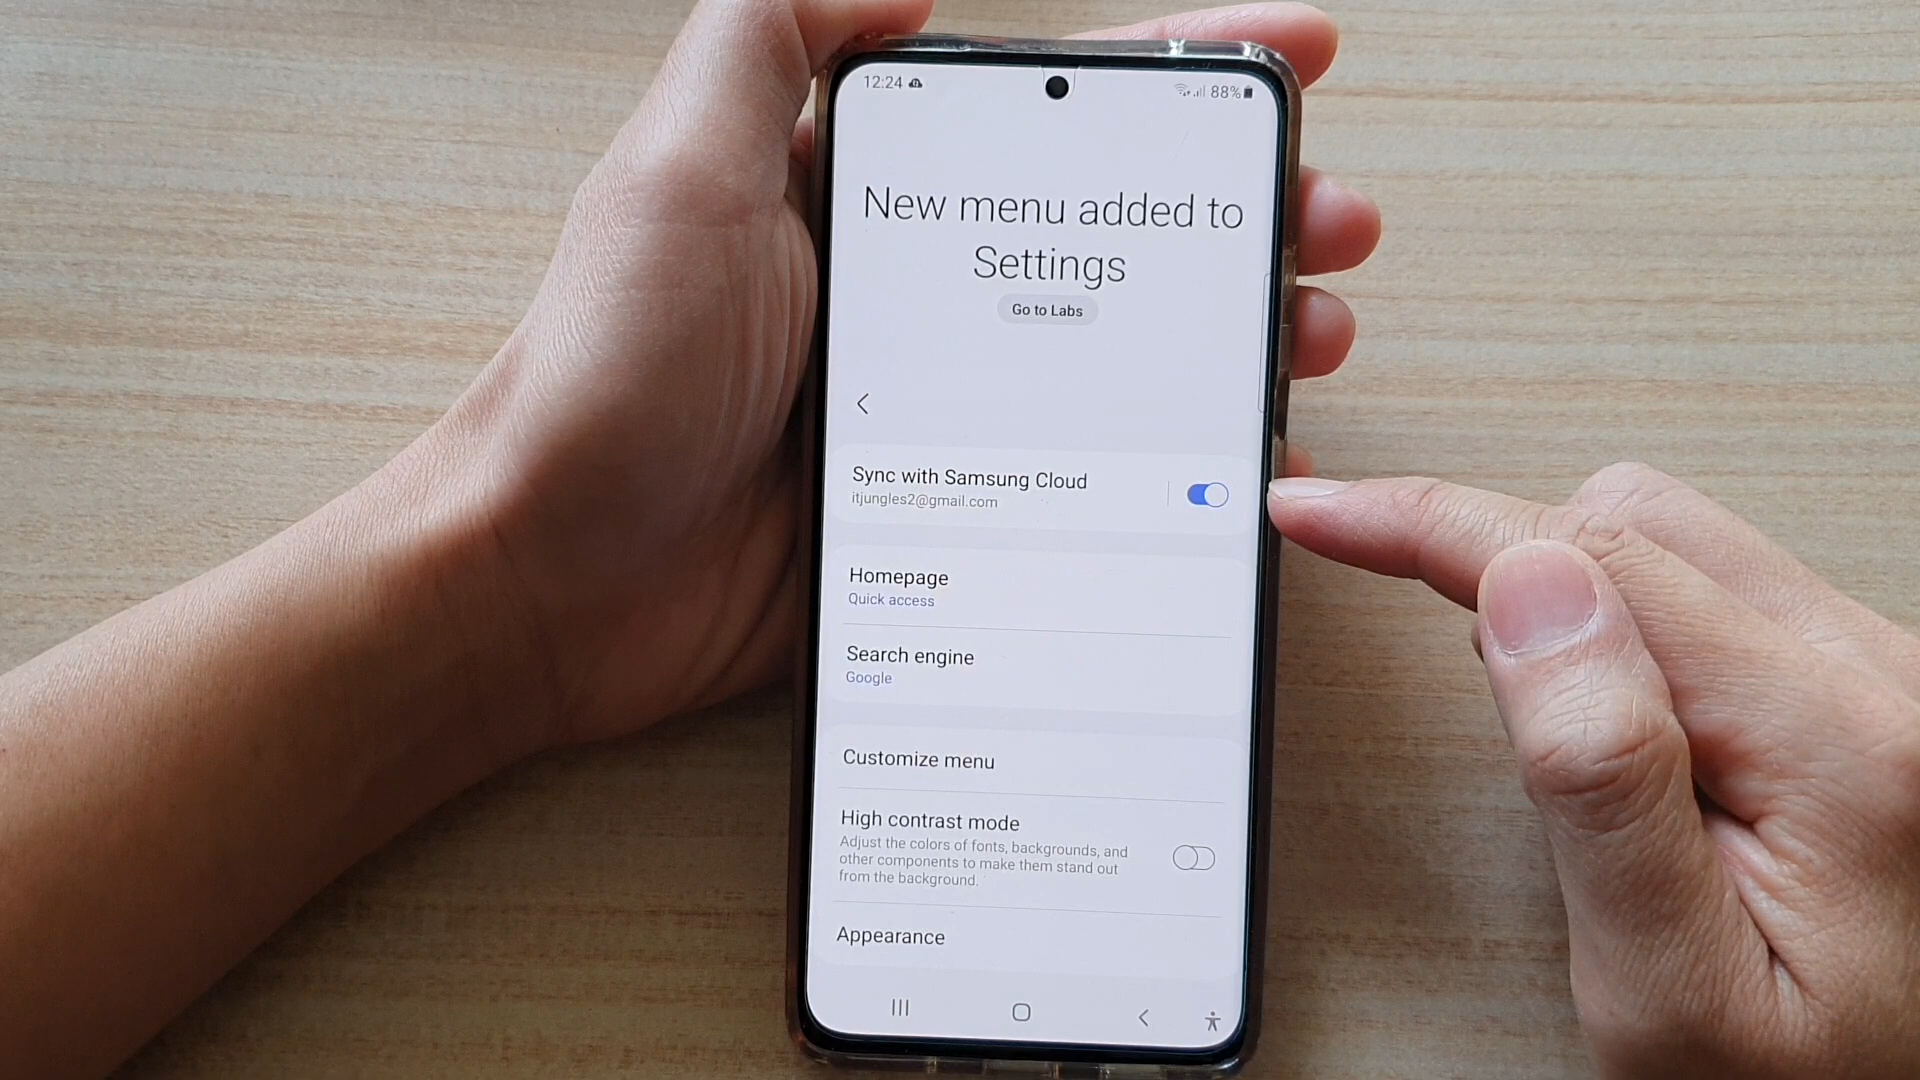 12:24
88%
New menu added to
Settings
Go to Labs
Sync with Samsung Cloud
itjungles2@gmail.com
Homepage
Quick access
Search engine
Google
Customize menu
High contrast mode
Adjust the colors of fonts, backgrounds, and
other components to make them stand out
from the background.
Appearance